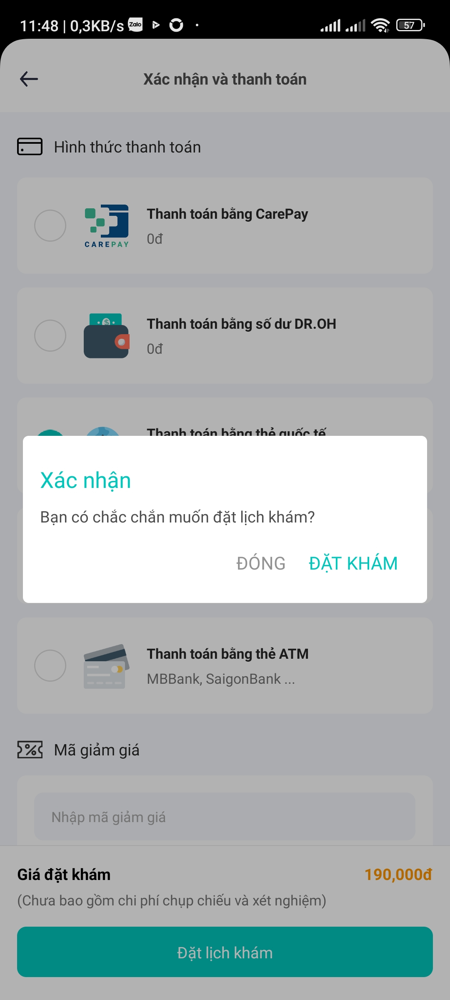 11:48 | 0,3KB/s Zalo 57
Xác nhận và thanh toán
Hình thức thanh toán
Thanh toán bằng CarePay
0đ
CAREPAY
Thanh toán bằng số dư DR.OH
0đ
Thanh toán bằng thẻ quốc tế
Xác nhận
Bạn có chắc chắn muốn đặt lịch khám?
ĐÓNG ĐẶT KHÁM
Thanh toán bằng thẻ ATM
MBBank, SaigonBank ...
Mã giảm giá
Nhập mã giảm giá
Giá đặt khám 190,000đ
(Chưa bao gồm chi phí chụp chiếu và xét nghiệm)
Đặt lịch khám